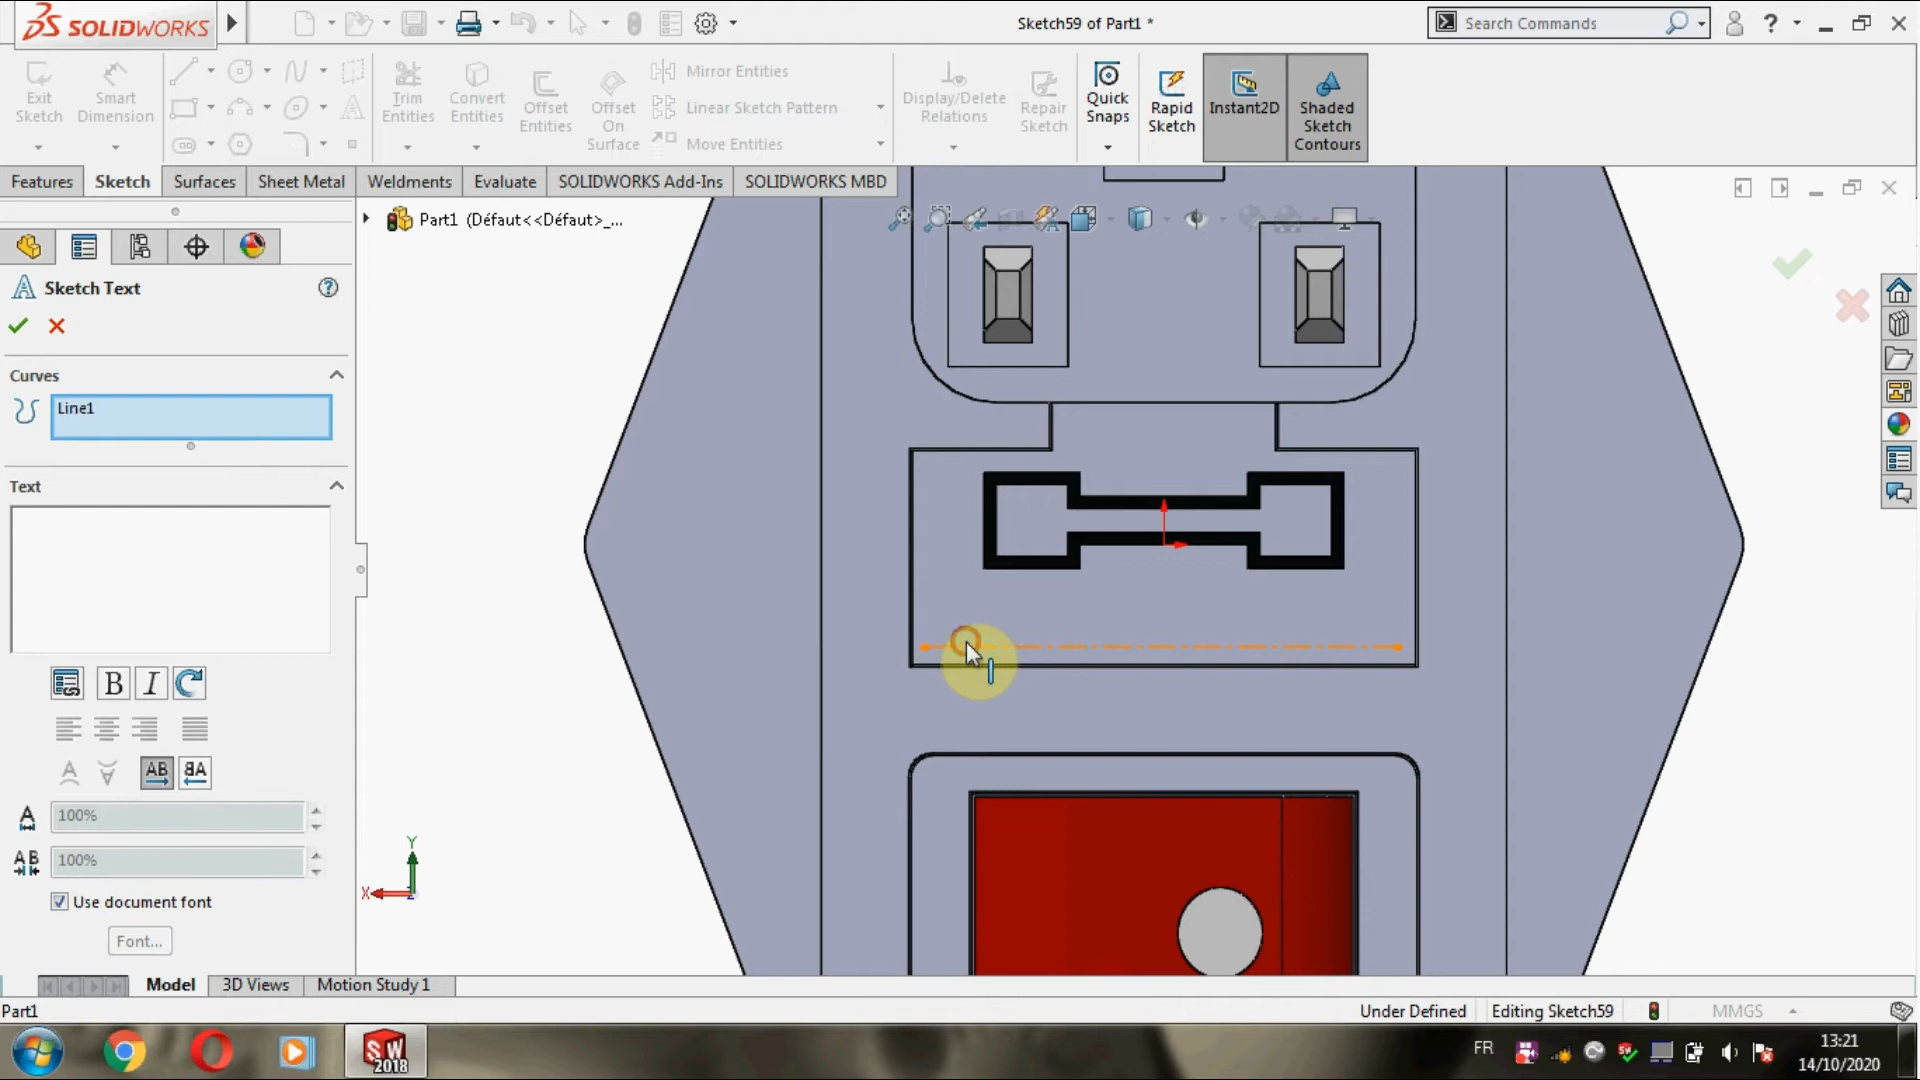 SOLIDWORKS
Sketch59 of Part1 *
Search Commands
Exit Sketch
Smart Dimension
Trim Entities
Convert Entities
Offset Entities
Offset On Surface
Mirror Entities
Linear Sketch Pattern
Move Entities
Display/Delete Relations
Repair Sketch
Quick Snaps
Rapid Sketch
Instant2D
Shaded Sketch Contours
Features
Sketch
Surfaces
Sheet Metal
Weldments
Evaluate
SOLIDWORKS Add-Ins
SOLIDWORKS MBD
Part1 (Défaut<<Défaut>_...
Sketch Text
Curves
Line1
Text
B I
AB
100%
AB
100%
Use document font
Font...
Y
X
Model
3D Views
Motion Study 1
Part1
Under Defined
Editing Sketch59
MMGS
SW 2018
FR
13:21
14/10/2020